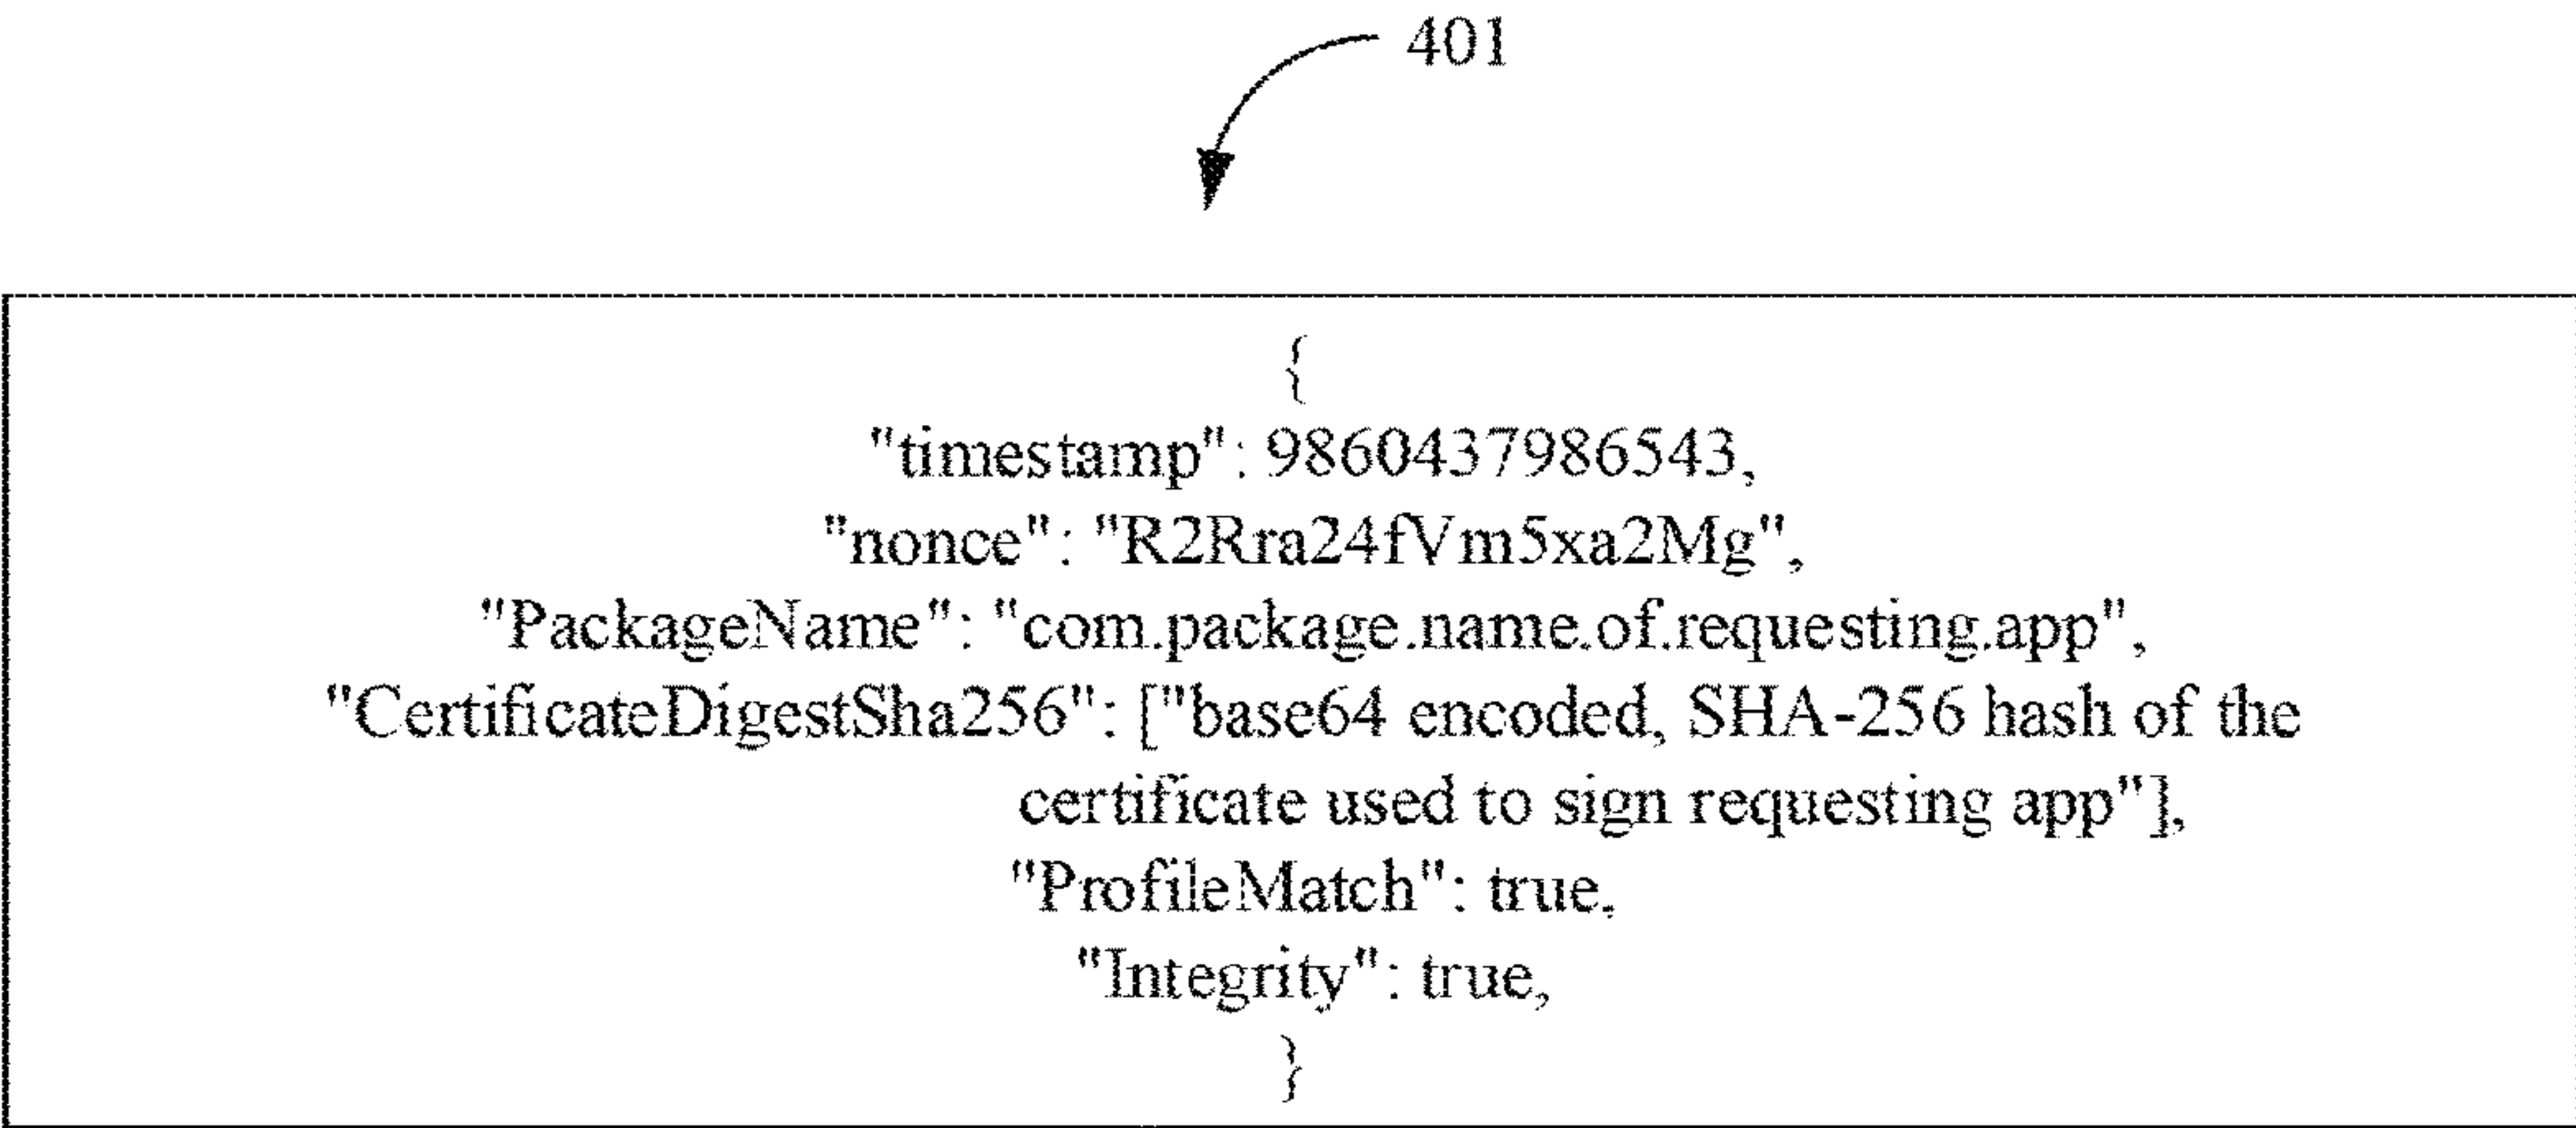 401
{
"timestamp": 9860437986543,
"nonce": "R2Rra24fVm5xa2Mg",
"PackageName": "com.package.name.of.requesting.app",
"CertificateDigestSha256": ["base64 encoded, SHA-256 hash of the
certificate used to sign requesting app"],
"ProfileMatch": true,
"Integrity": true,
}